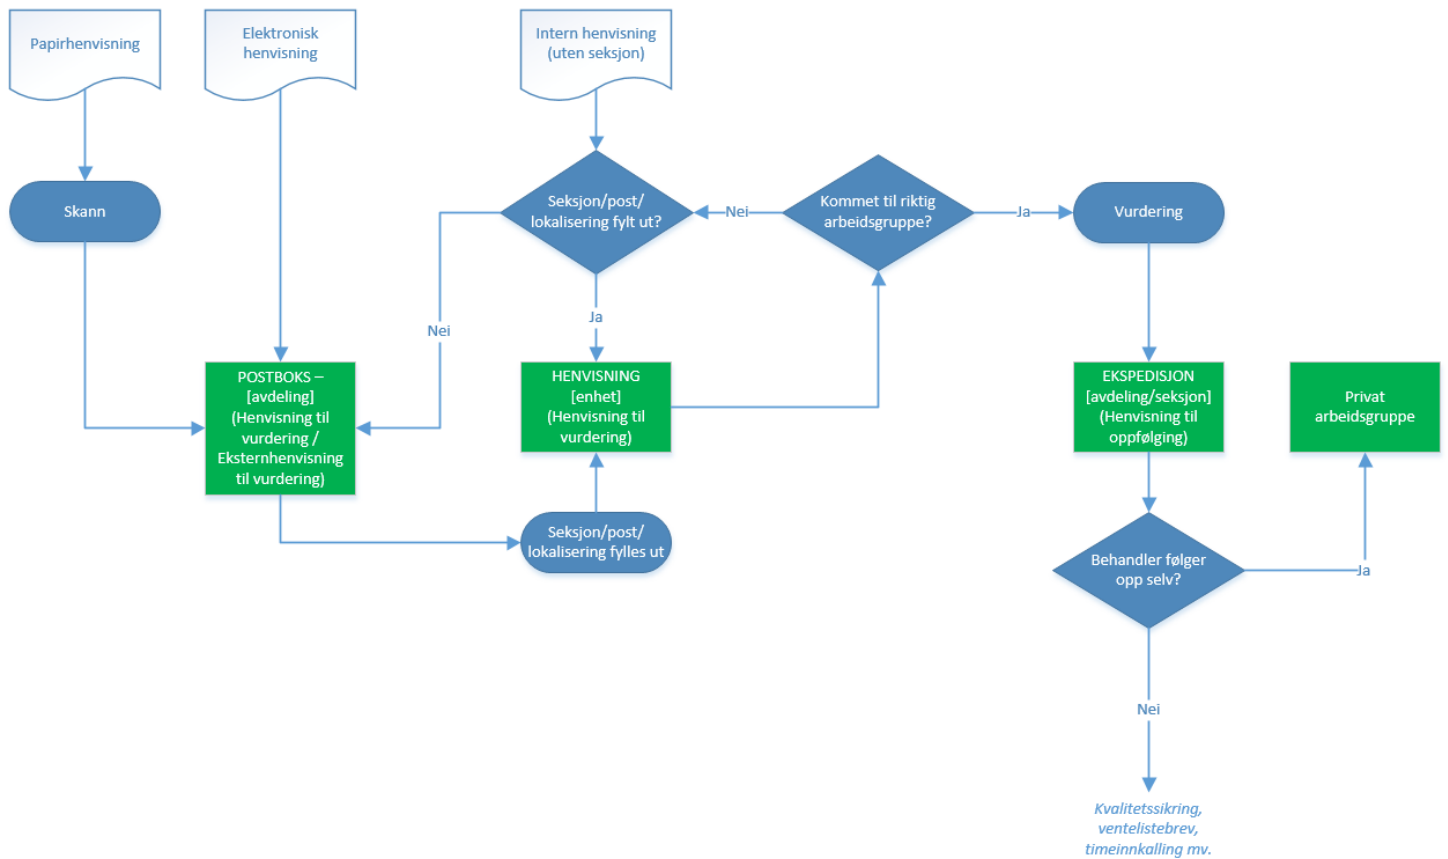 Papirhenvisning
Elektronisk
henvisning
Intern henvisning
(uten seksjon)
Skann
Seksjon/post/
lokalisering fylt ut?
Nei
Kommet til riktig
arbeidsgruppe?
Ja
Vurdering
Nei
Ja
POSTBOKS –
[avdeling]
(Henvisning til
vurdering /
Eksternhenvisning
til vurdering)
HENVISNING
[enhet]
(Henvisning til
vurdering)
EKSPEDISJON
[avdeling/seksjon]
(Henvisning til
oppfølging)
Privat
arbeidsgruppe
Seksjon/post/
lokalisering fylles ut
Behandler følger
opp selv?
Ja
Nei
Kvalitetssikring,
ventelistebrev,
timeinnkalling mv.